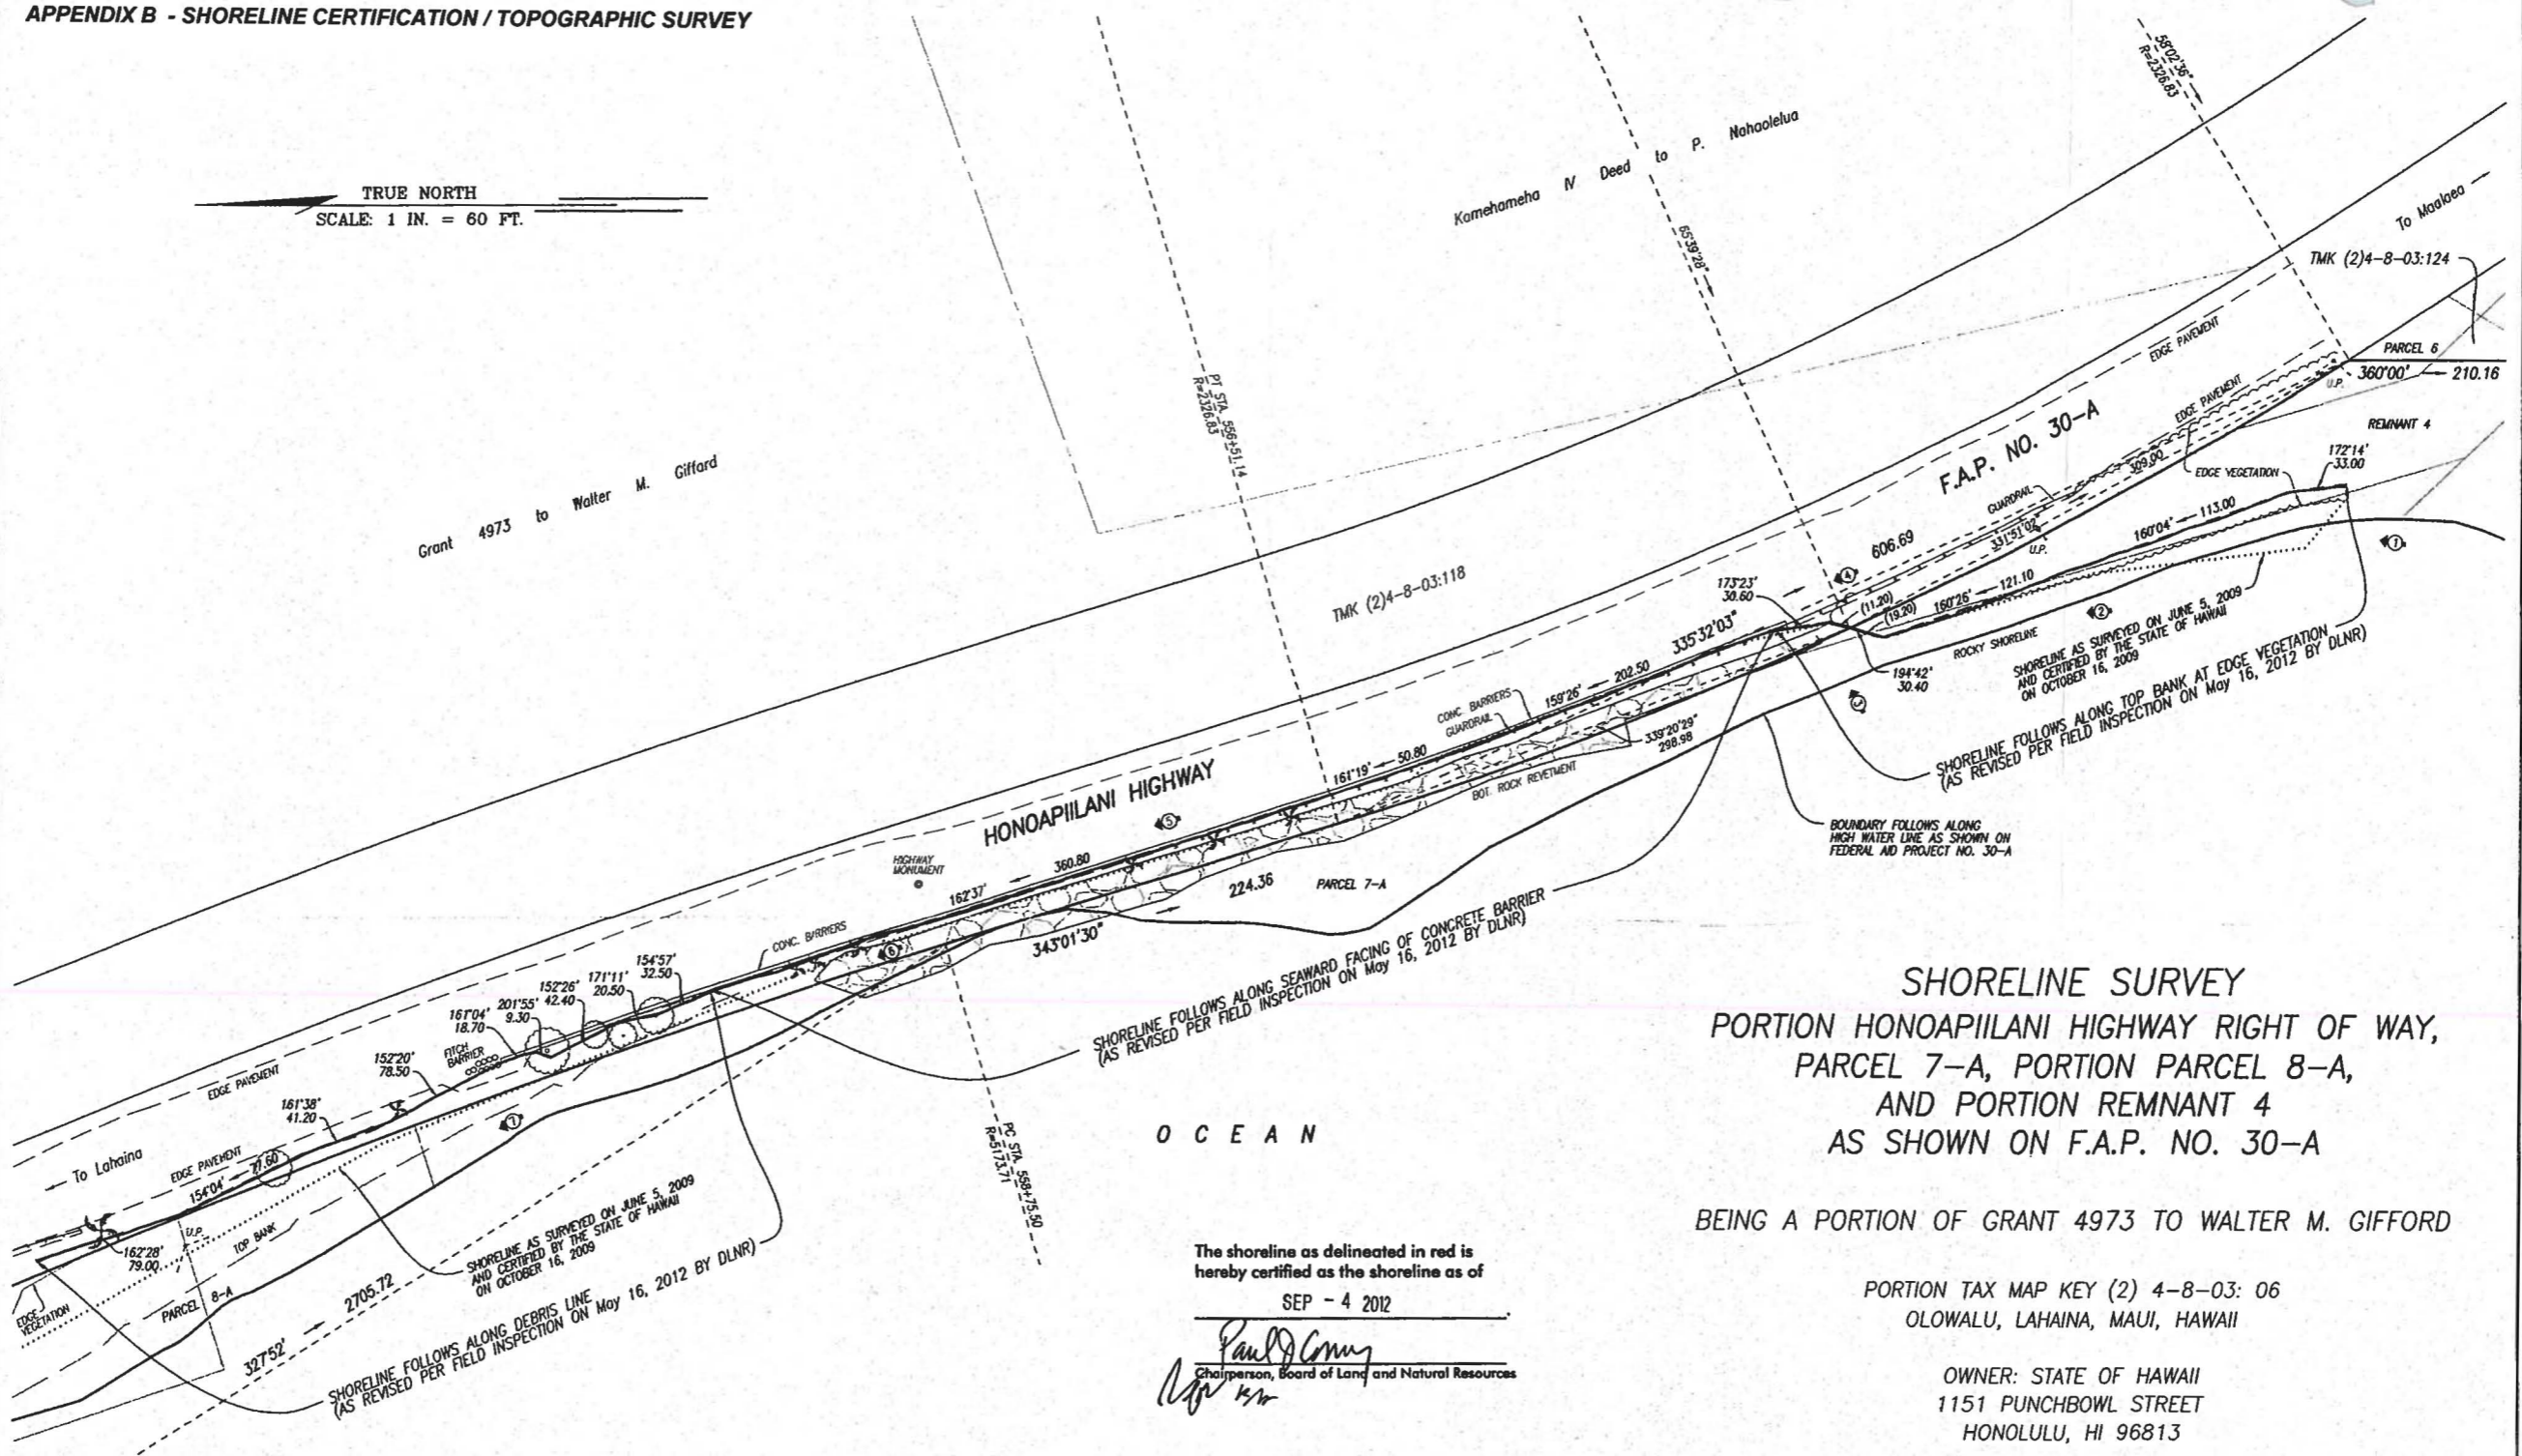 APPENDIX B - SHORELINE CERTIFICATION / TOPOGRAPHIC SURVEY
TRUE NORTH
SCALE: 1 IN. = 60 FT.
58°02'36"
R=2326.83
Kamehameha IV Deed to P. Nahaolelua
65°39'28"
To Maalaea
TMK (2)4-8-03:124
PARCEL 6
360°00' 210.16
U.P.
REMNANT 4
172°14'
33.00
EDGE PAVEMENT
EDGE PAVEMENT
EDGE VEGETATION
309.00
F.A.P. NO. 30-A
GUARDRAIL
331°51'02"
U.P.
160°04' 113.00
PT STA. 556+51.14
R=2326.83
Grant 4973 to Walter M. Giffard
TMK (2)4-8-03:118
606.69
173°23'
30.60
(11.20)
(19.20)
160°26' 121.10
335°32'03"
1
2
3
4
5
6
7
ROCKY SHORELINE
194°42'
30.40
SHORELINE AS SURVEYED ON JUNE 5, 2009
AND CERTIFIED BY THE STATE OF HAWAII
ON OCTOBER 16, 2009
SHORELINE FOLLOWS ALONG TOP BANK AT EDGE VEGETATION
(AS REVISED PER FIELD INSPECTION ON May 16, 2012 BY DLNR)
CONC. BARRIERS
GUARDRAIL
159°26' 202.50
161°19' 50.80
339°20'29"
298.98
BOT. ROCK REVETMENT
BOUNDARY FOLLOWS ALONG
HIGH WATER LINE AS SHOWN ON
FEDERAL AID PROJECT NO. 30-A
HONOAPIILANI HIGHWAY
HIGHWAY
MONUMENT
162°37' 360.80
224.36
PARCEL 7-A
343°01'30"
CONC. BARRIERS
SHORELINE FOLLOWS ALONG SEAWARD FACING OF CONCRETE BARRIER
(AS REVISED PER FIELD INSPECTION ON May 16, 2012 BY DLNR)
154°57'
32.50
171°11'
20.50
152°26'
42.40
201°55'
9.30
161°04'
18.70
FITCH
BARRIER
152°20'
78.50
EDGE PAVEMENT
161°38'
41.20
To Lahaina
EDGE PAVEMENT
154°04' 77.60
U.P.
162°28'
79.00
TOP BANK
EDGE
VEGETATION
PARCEL 8-A
327°52' 2705.72
PC STA. 558+75.50
R=5173.71
SHORELINE AS SURVEYED ON JUNE 5, 2009
AND CERTIFIED BY THE STATE OF HAWAII
ON OCTOBER 16, 2009
SHORELINE FOLLOWS ALONG DEBRIS LINE
(AS REVISED PER FIELD INSPECTION ON May 16, 2012 BY DLNR)
OCEAN
The shoreline as delineated in red is
hereby certified as the shoreline as of
SEP - 4 2012
Chairperson, Board of Land and Natural Resources
SHORELINE SURVEY
PORTION HONOAPIILANI HIGHWAY RIGHT OF WAY,
PARCEL 7-A, PORTION PARCEL 8-A,
AND PORTION REMNANT 4
AS SHOWN ON F.A.P. NO. 30-A
BEING A PORTION OF GRANT 4973 TO WALTER M. GIFFORD
PORTION TAX MAP KEY (2) 4-8-03: 06
OLOWALU, LAHAINA, MAUI, HAWAII
OWNER: STATE OF HAWAII
1151 PUNCHBOWL STREET
HONOLULU, HI 96813